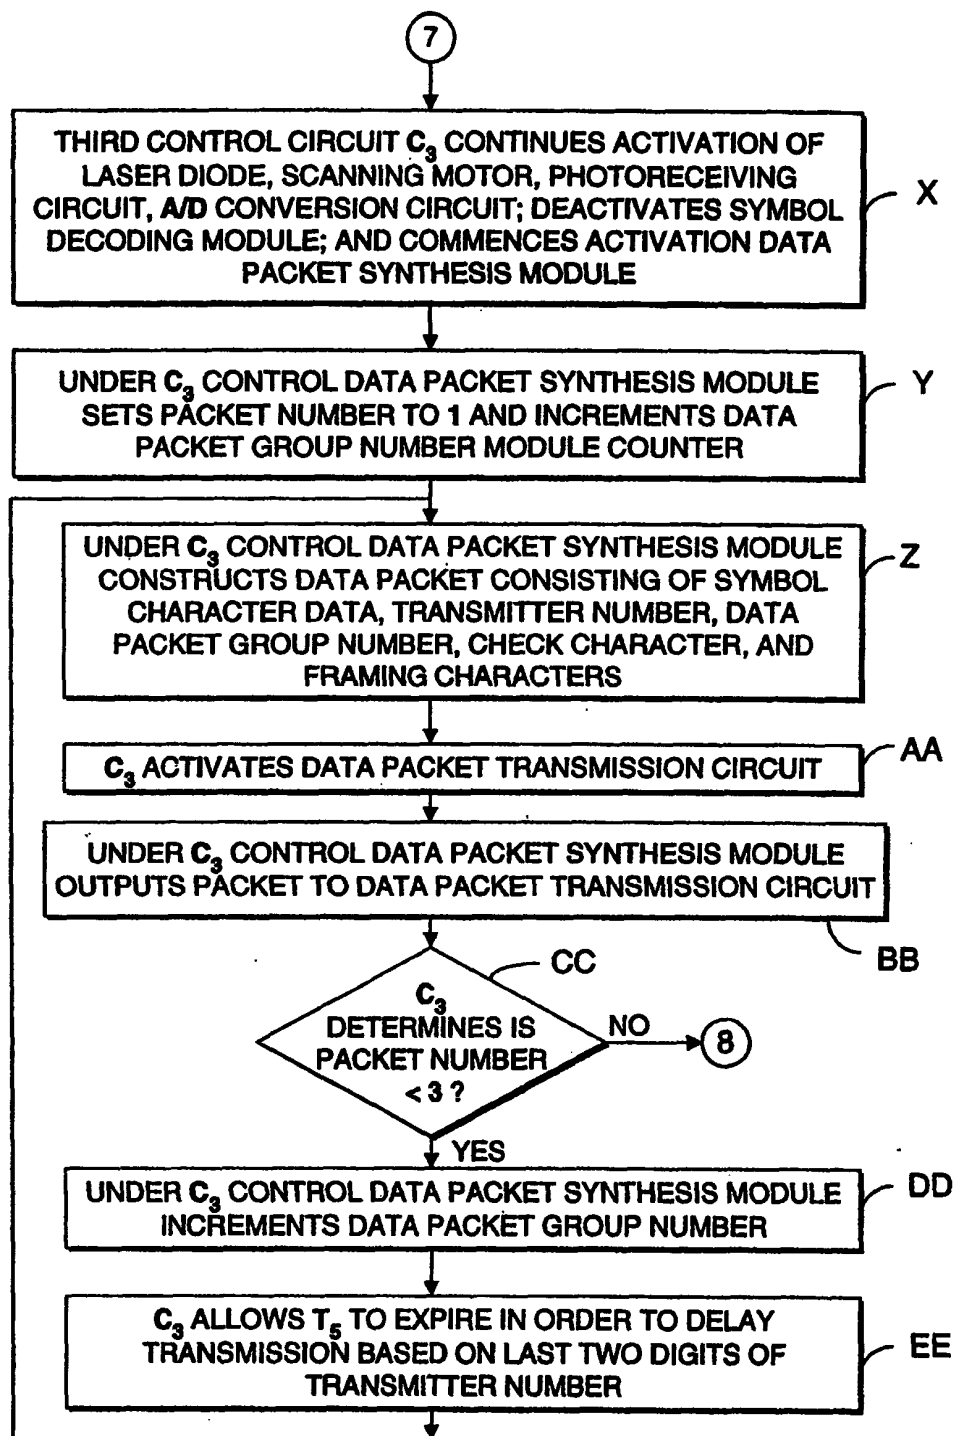 7
THIRD CONTROL CIRCUIT C₃ CONTINUES ACTIVATION OF
LASER DIODE, SCANNING MOTOR, PHOTORECEIVING
CIRCUIT, A/D CONVERSION CIRCUIT; DEACTIVATES SYMBOL
DECODING MODULE; AND COMMENCES ACTIVATION DATA
PACKET SYNTHESIS MODULE
X
UNDER C₃ CONTROL DATA PACKET SYNTHESIS MODULE
SETS PACKET NUMBER TO 1 AND INCREMENTS DATA
PACKET GROUP NUMBER MODULE COUNTER
Y
UNDER C₃ CONTROL DATA PACKET SYNTHESIS MODULE
CONSTRUCTS DATA PACKET CONSISTING OF SYMBOL
CHARACTER DATA, TRANSMITTER NUMBER, DATA
PACKET GROUP NUMBER, CHECK CHARACTER, AND
FRAMING CHARACTERS
Z
C₃ ACTIVATES DATA PACKET TRANSMISSION CIRCUIT
AA
UNDER C₃ CONTROL DATA PACKET SYNTHESIS MODULE
OUTPUTS PACKET TO DATA PACKET TRANSMISSION CIRCUIT
BB
CC
C₃
DETERMINES IS
PACKET NUMBER
< 3 ?
NO
8
YES
UNDER C₃ CONTROL DATA PACKET SYNTHESIS MODULE
INCREMENTS DATA PACKET GROUP NUMBER
DD
C₃ ALLOWS T₅ TO EXPIRE IN ORDER TO DELAY
TRANSMISSION BASED ON LAST TWO DIGITS OF
TRANSMITTER NUMBER
EE